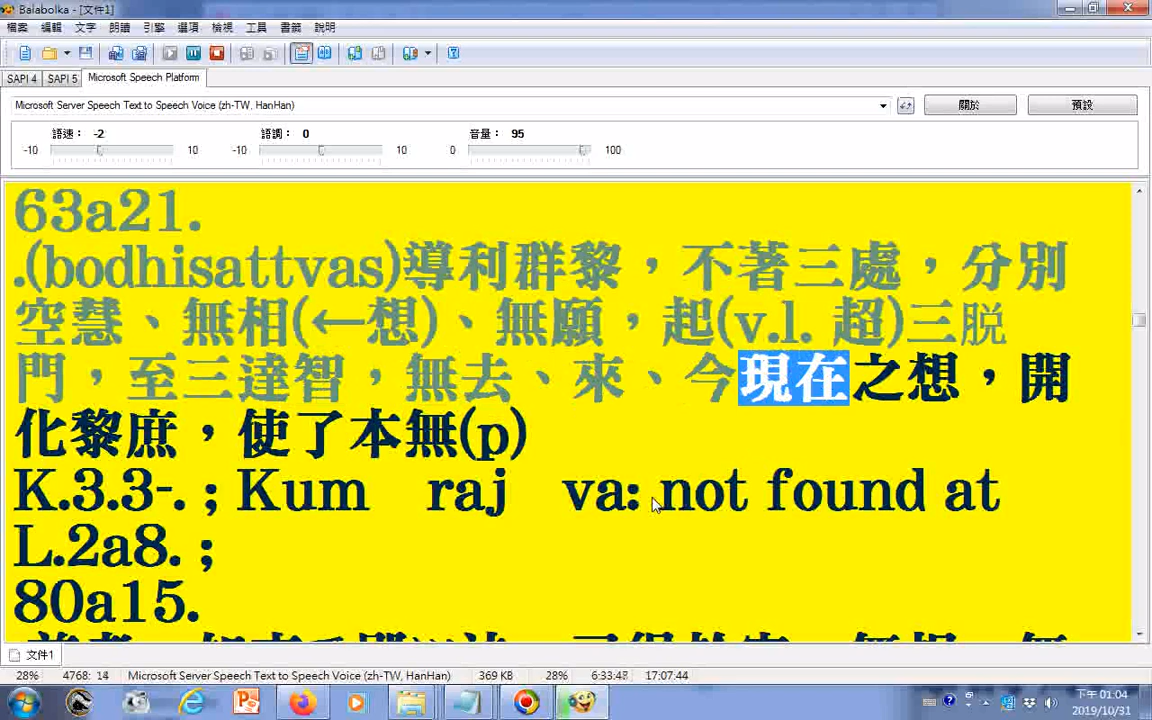 Balabolka - [文件1]
檔案 編輯 文字 朗讀 引擎 選項 檢視 工具 書籤 說明
SAPI 4 SAPI 5 Microsoft Speech Platform
Microsoft Server Speech Text to Speech Voice (zh-TW, HanHan) 關於 預設
語速： -2 語調： 0 音量： 95
-10 10 -10 10 0 100
63a21.
.(bodhisattvas)導利群黎，不著三處，分別
空慧、無相(←想)、無願，起(v.l. 超)三脱
門，至三達智，無去、來、今現在之想，開
化黎庶，使了本無(p)
K.3.3-. ; Kum raj va: not found at
L.2a8. ;
80a15.
文件1
28% 4768: 14 Microsoft Server Speech Text to Speech Voice (zh-TW, HanHan) 369 KB 28% 6:33:48 17:07:44
下午 01:04
2019/10/31